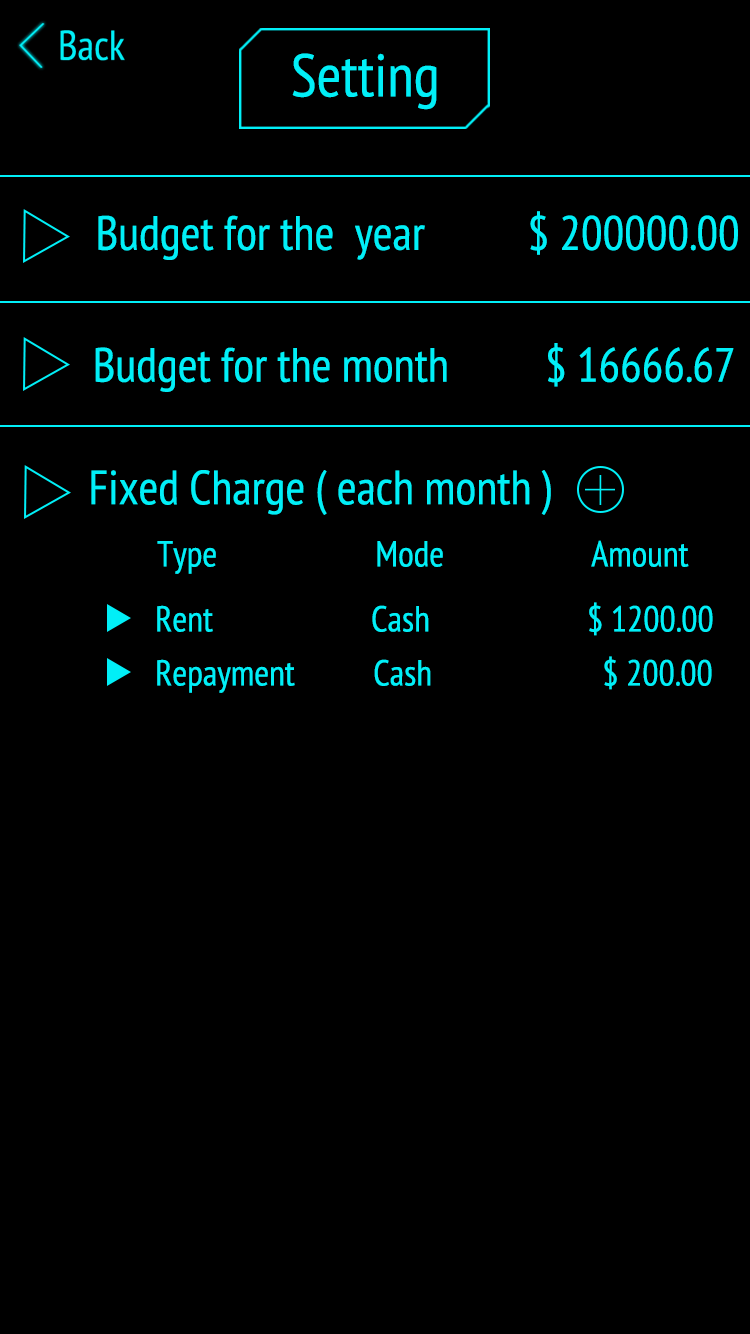 Back
Setting
Budget for the  year $ 200000.00
Budget for the month $ 16666.67
Fixed Charge ( each month )
Type Mode Amount
Rent Cash $ 1200.00
Repayment Cash $ 200.00